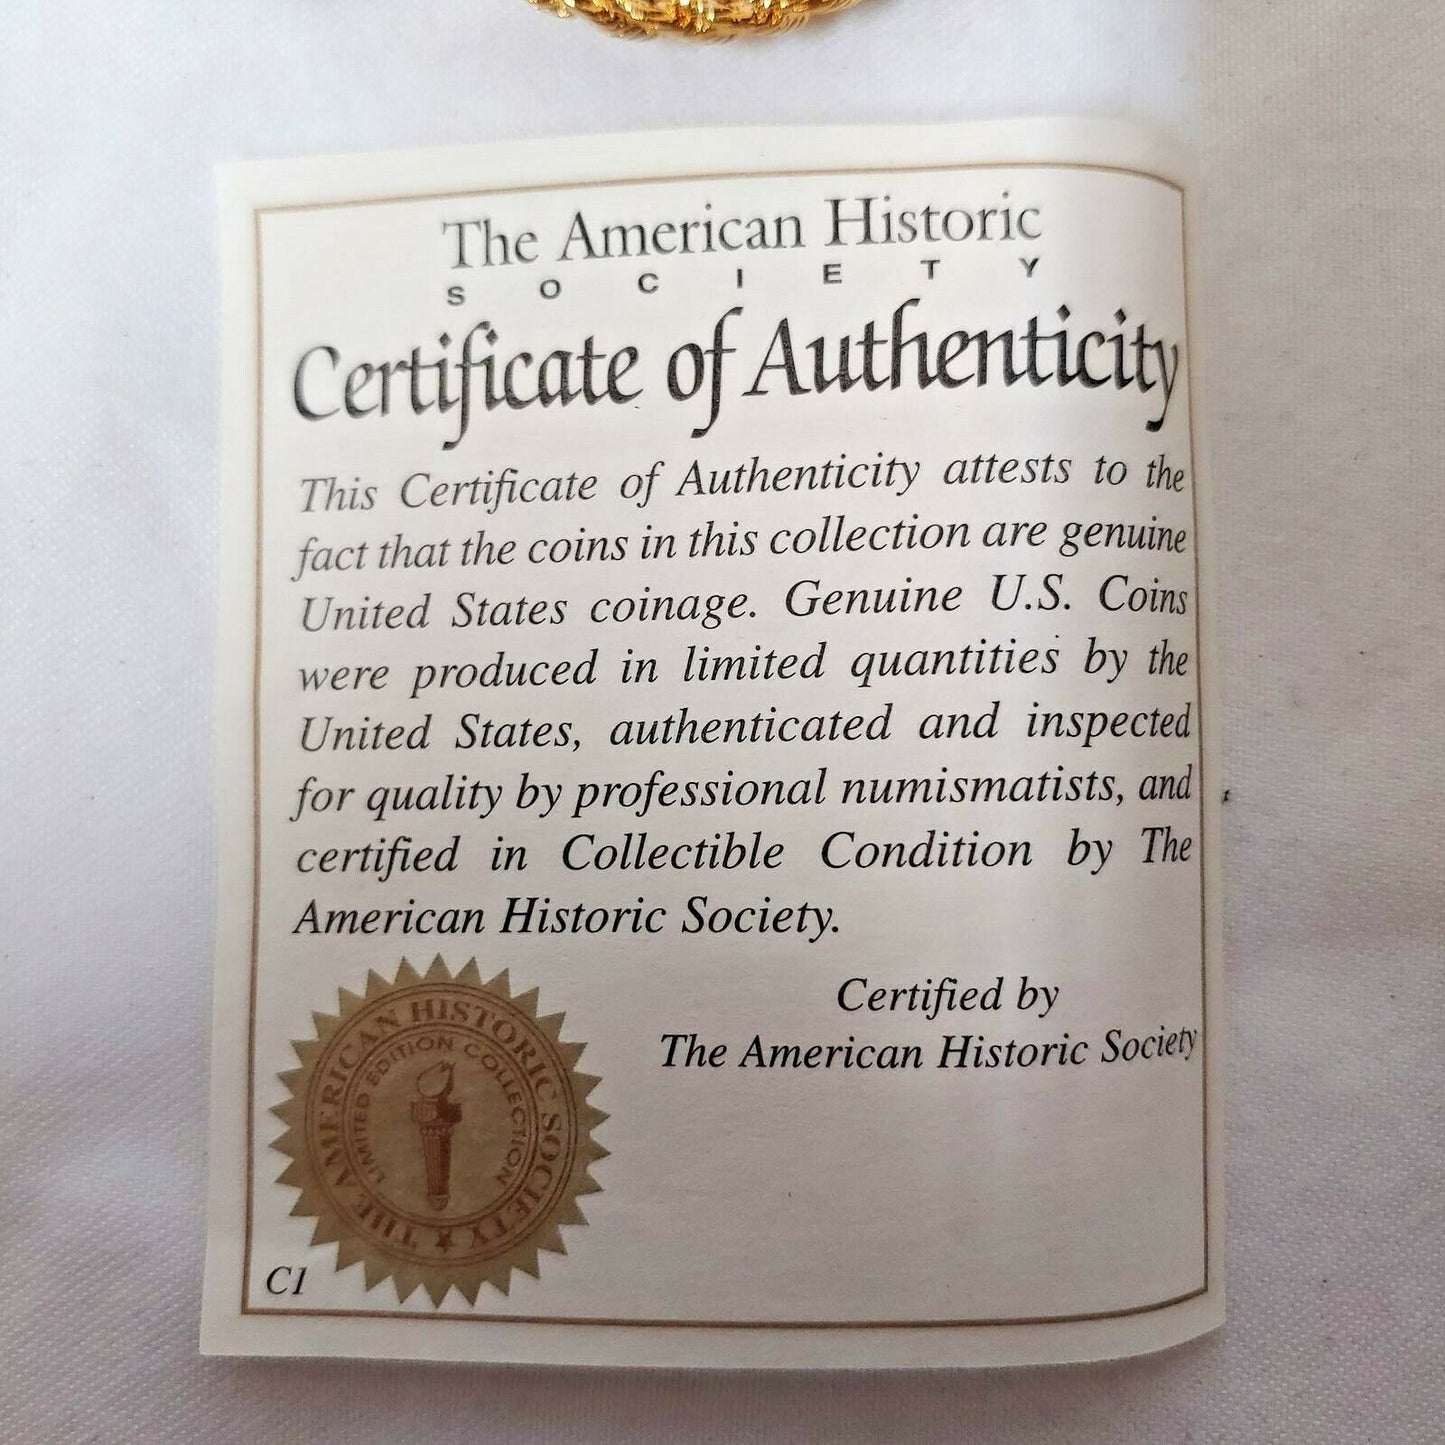 The American Historic
SOCIETY
Certificate of Authenticity
This Certificate of Authenticity attests to the
fact that the coins in this collection are genuine
United States coinage. Genuine U.S. Coins
were produced in limited quantities by the
United States, authenticated and inspected
for quality by professional numismatists, and
certified in Collectible Condition by The
American Historic Society.
Certified by
The American Historic Society
THE AMERICAN HISTORIC SOCIETY ★
LIMITED EDITION COLLECTION
C1